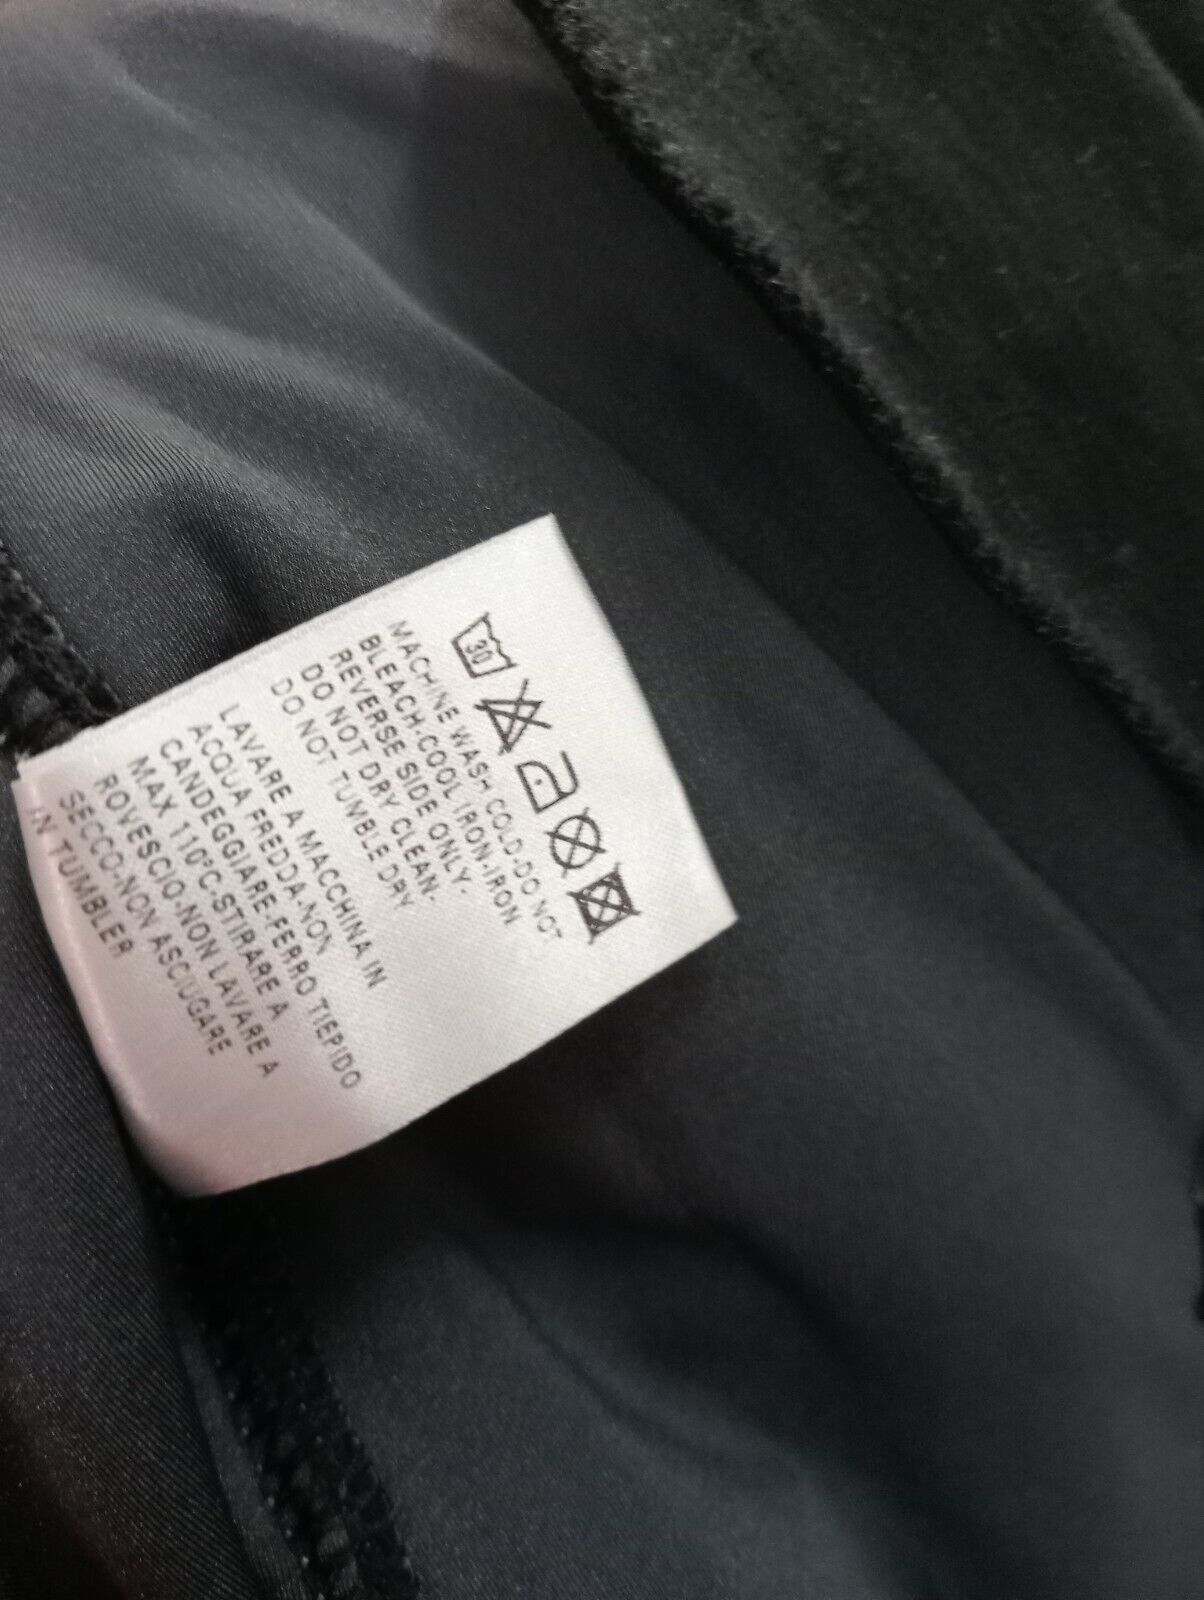 30
MACHINE WASH COLD-DO NOT
BLEACH-COOL IRON-IRON
REVERSE SIDE ONLY-
DO NOT DRY CLEAN-
DO NOT TUMBLE DRY
LAVARE A MACCHINA IN
ACQUA FREDDA-NON
CANDEGGIARE-FERRO TIEPIDO
MAX 110°C-STIRARE A
ROVESCIO-NON LAVARE A
SECCO-NON ASCIUGARE
IN TUMBLER